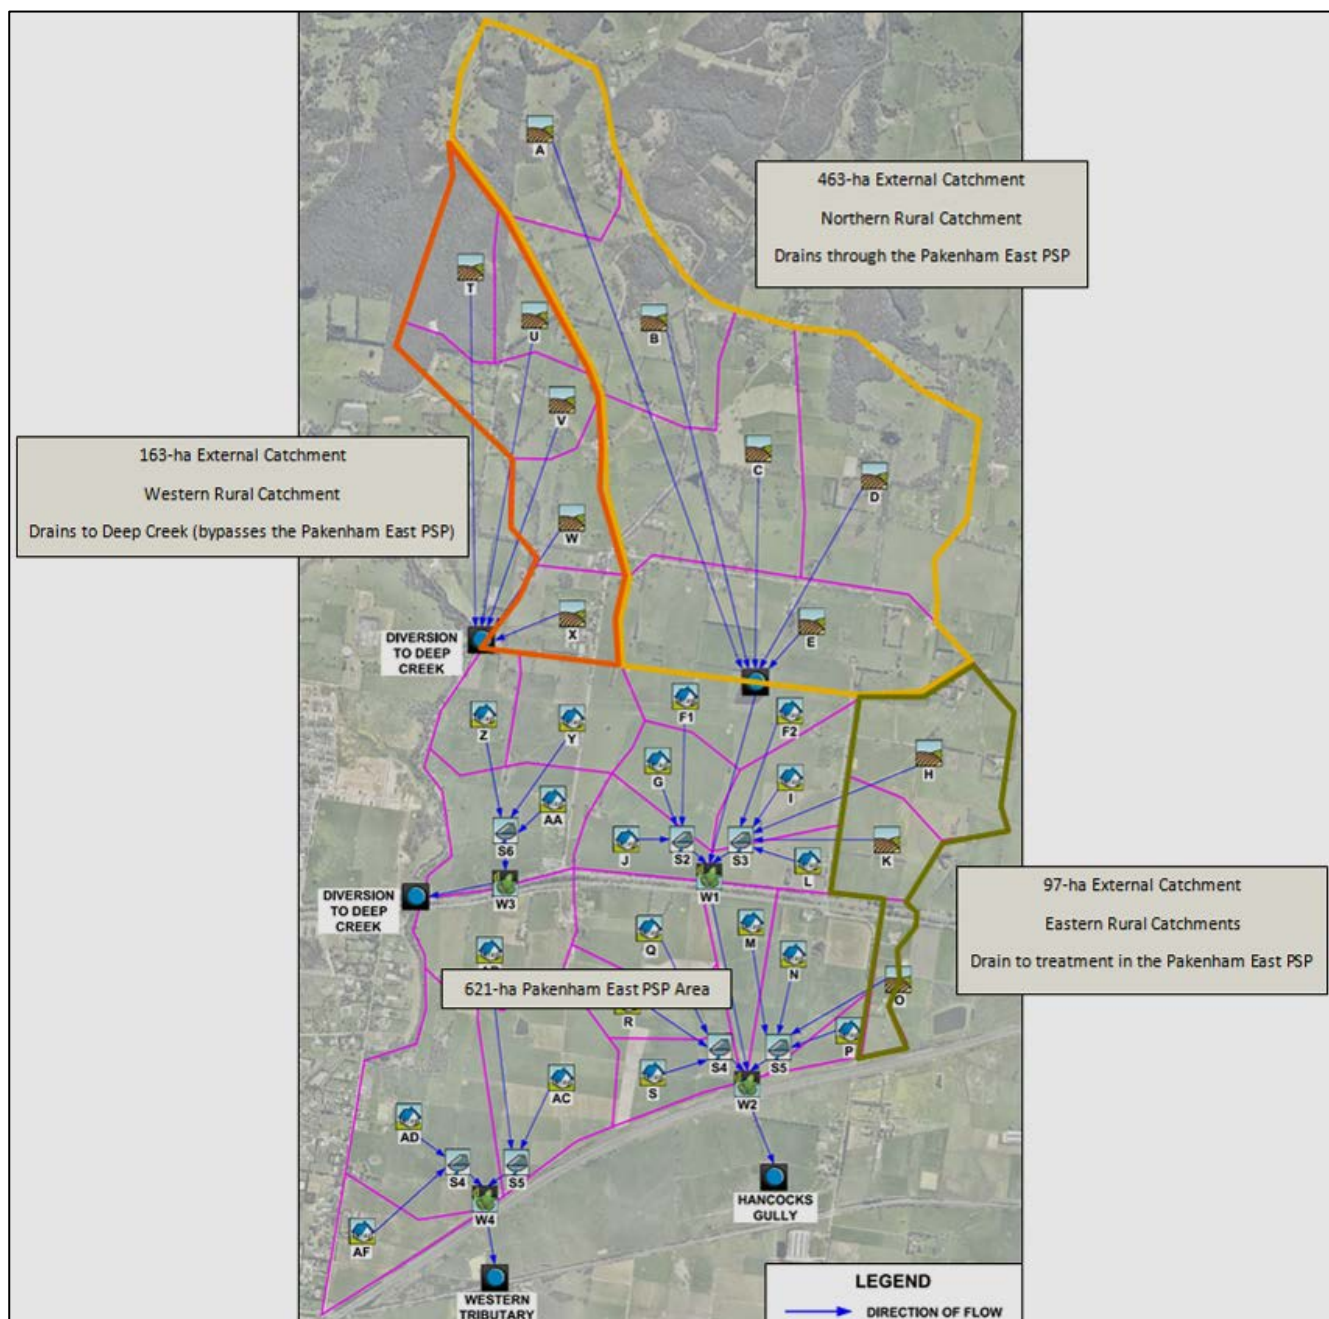 A
463-ha External Catchment
Northern Rural Catchment
Drains through the Pakenham East PSP
T
U
B
V
163-ha External Catchment
Western Rural Catchment
Drains to Deep Creek (bypasses the Pakenham East PSP)
C
D
W
X
E
DIVERSION
TO DEEP
CREEK
F1
F2
Z
Y
G
H
I
AA
J
S6
S2
S3
K
L
W3
W1
DIVERSION
TO DEEP
CREEK
97-ha External Catchment
Eastern Rural Catchments
Drain to treatment in the Pakenham East PSP
Q
M
N
621-ha Pakenham East PSP Area
O
R
P
S4
S5
S
W2
AC
AD
S4
S5
W4
HANCOCKS
GULLY
AF
WESTERN
TRIBUTARY
LEGEND
DIRECTION OF FLOW